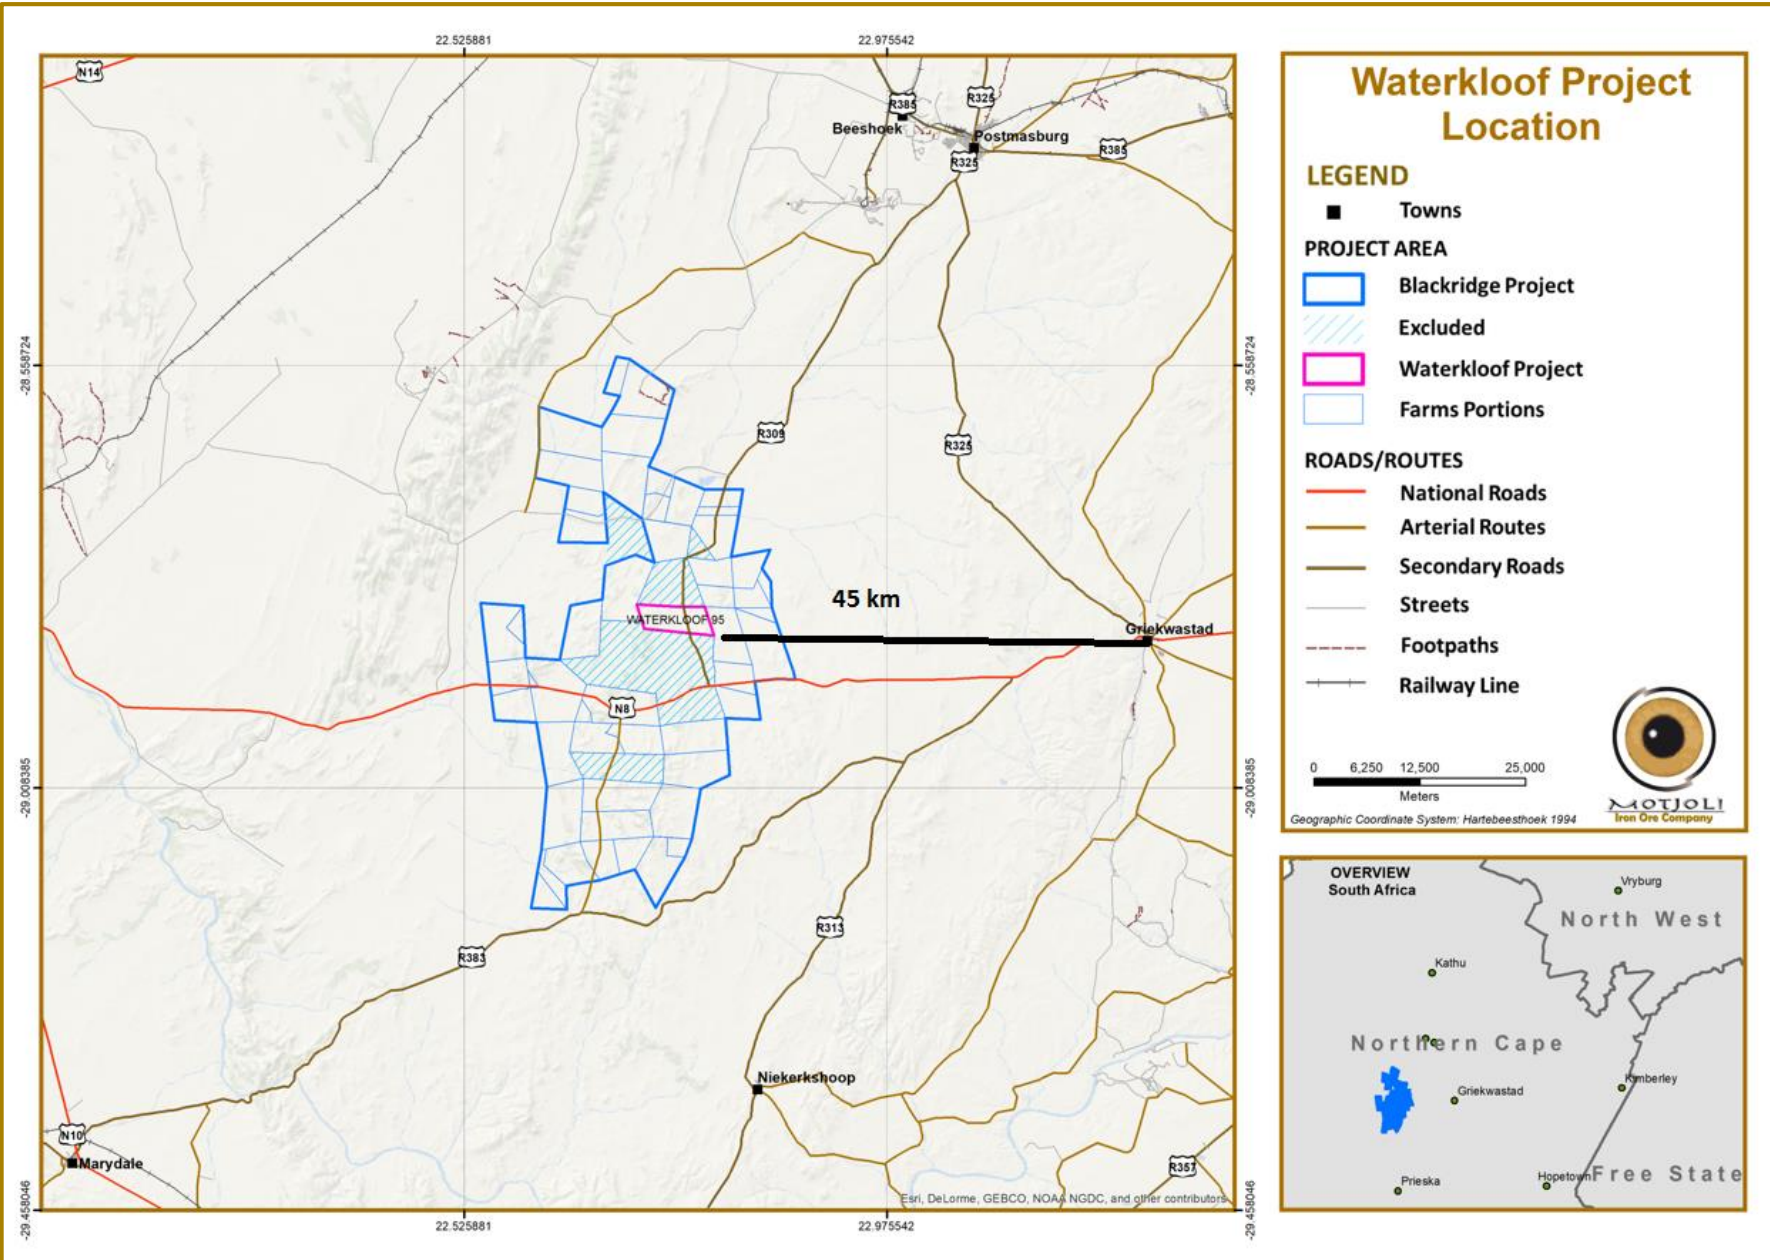 22.525881
22.975542
N14
R385
R325
Beeshoek
Postmasburg
R385
R325
-28.558724
-28.558724
R309
R325
45 km
WATERKLOOF 95
Griekwastad
N8
-29.008385
-29.008385
R313
R383
Niekerkshoop
N10
Marydale
R357
Esri, DeLorme, GEBCO, NOAA NGDC, and other contributors
-29.458046
-29.458046
22.525881
22.975542
Waterkloof Project
Location
LEGEND
Towns
PROJECT AREA
Blackridge Project
Excluded
Waterkloof Project
Farms Portions
ROADS/ROUTES
National Roads
Arterial Routes
Secondary Roads
Streets
Footpaths
Railway Line
0 6,250 12,500 25,000
Meters
Geographic Coordinate System: Hartebeesthoek 1994
MOTJOLI
Iron Ore Company
OVERVIEW
South Africa
Vryburg
North West
Kathu
Northern Cape
Kimberley
Griekwastad
Prieska
Hopetown
Free State